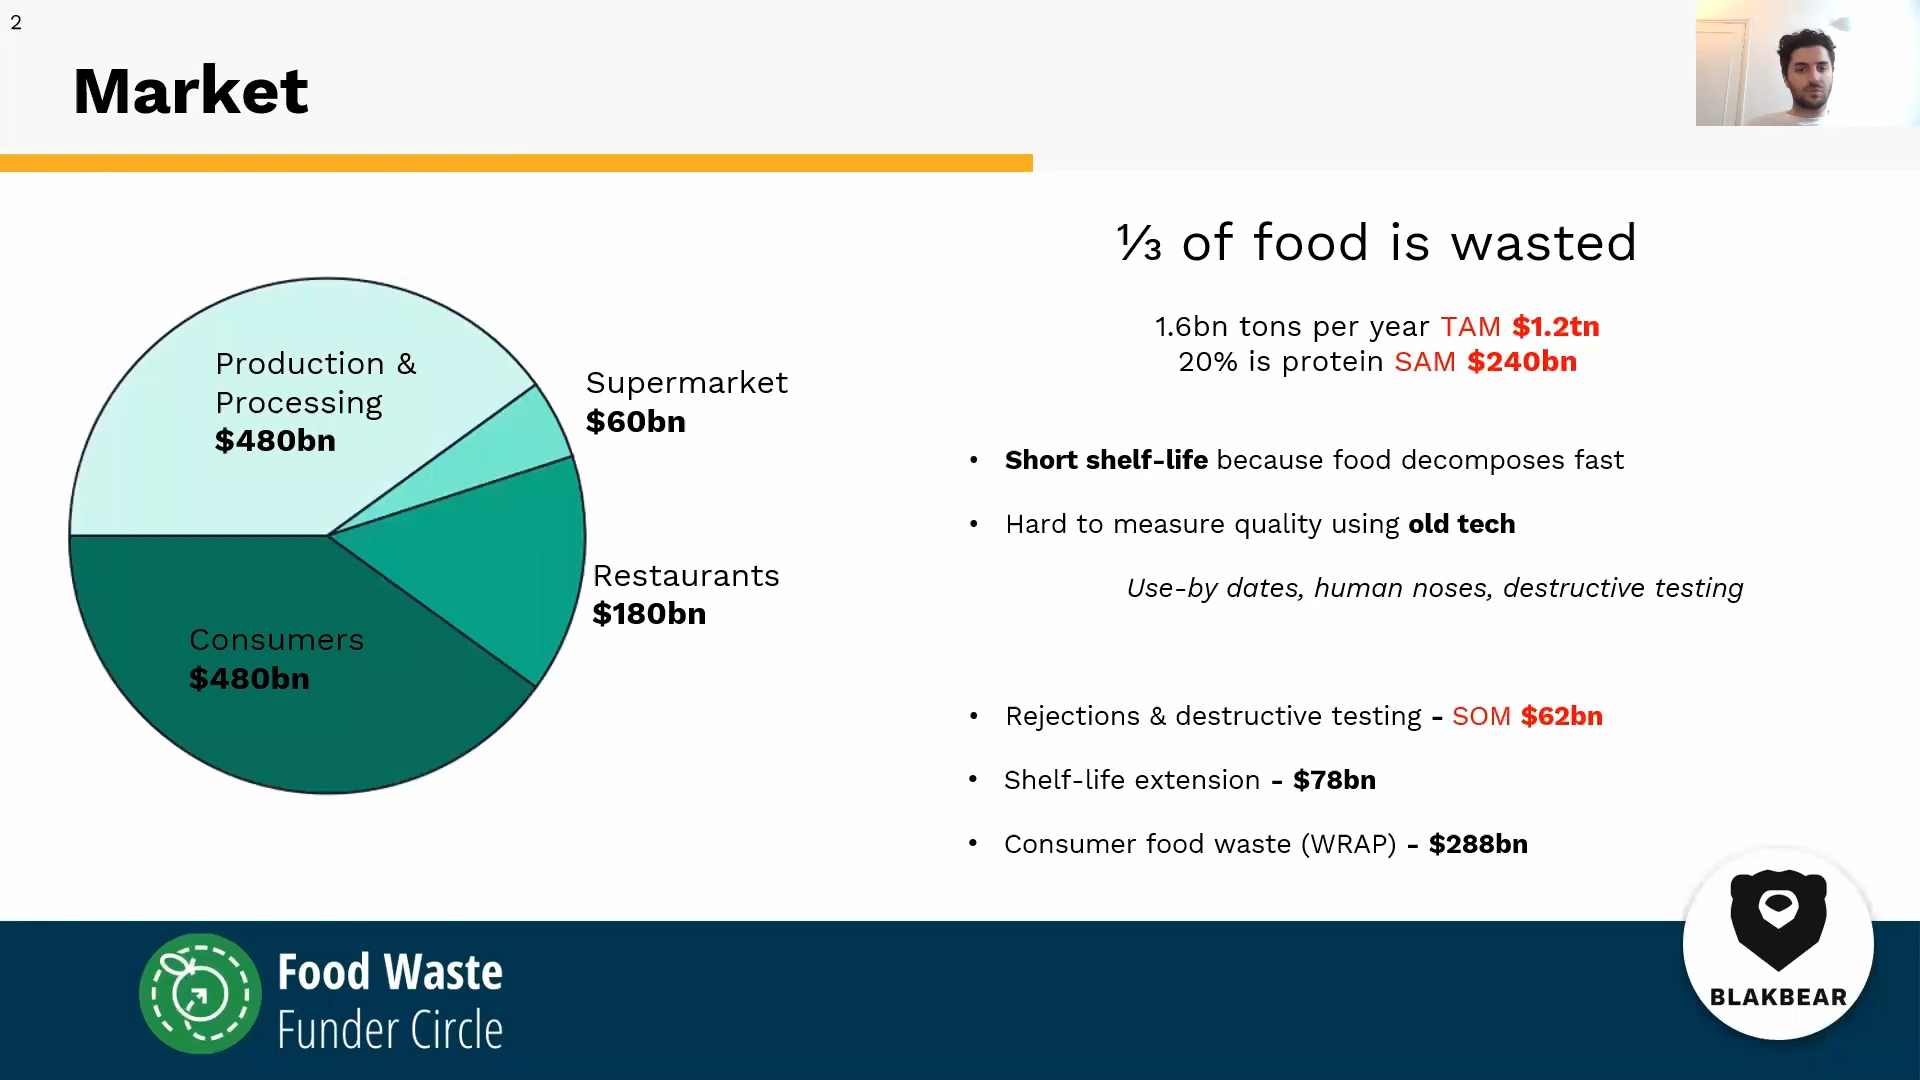 2
Market
Production &
Processing
$480bn
Supermarket
$60bn
Restaurants
$180bn
Consumers
$480bn
⅓ of food is wasted
1.6bn tons per year TAM $1.2tn
20% is protein SAM $240bn
• Short shelf-life because food decomposes fast
• Hard to measure quality using old tech
Use-by dates, human noses, destructive testing
• Rejections & destructive testing - SOM $62bn
• Shelf-life extension - $78bn
• Consumer food waste (WRAP) - $288bn
Food Waste
Funder Circle
BLAKBEAR